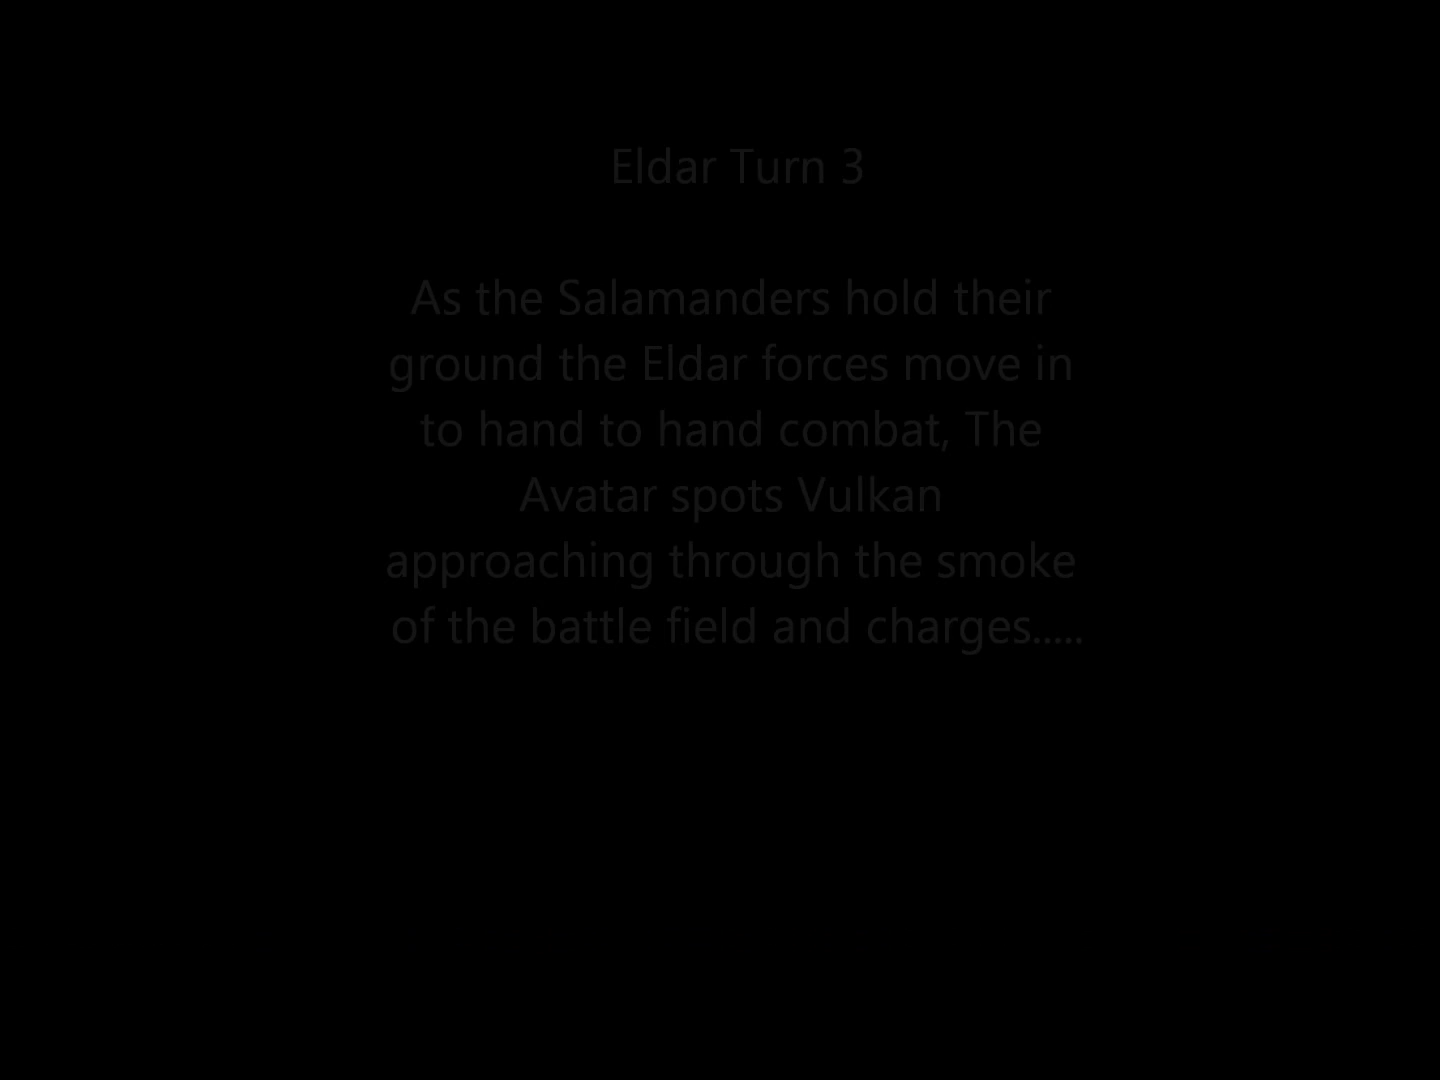 Eldar Turn 3
As the Salamanders hold their
ground the Eldar forces move in
to hand to hand combat, The
Avatar spots Vulkan
approaching through the smoke
of the battle field and charges.....